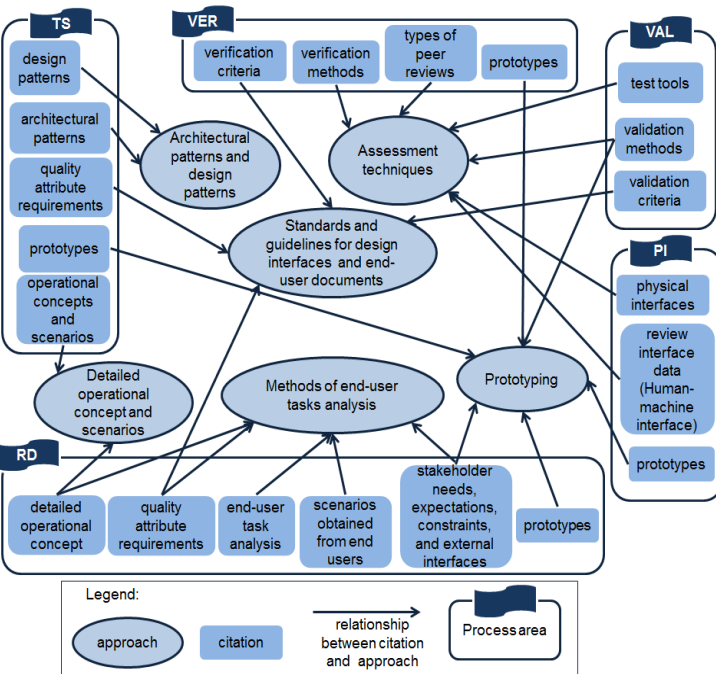 TS
design
patterns
architectural
patterns
quality
attribute
requirements
prototypes
operational
concepts
and
scenarios
VER
verification
criteria
verification
methods
types of
peer
reviews
prototypes
VAL
test tools
validation
methods
validation
criteria
PI
physical
interfaces
review
interface
data
(Human-
machine
interface)
prototypes
Architectural
patterns and
design
patterns
Assessment
techniques
Standards and
guidelines for design
interfaces and end-
user documents
Detailed
operational
concept and
scenarios
Methods of end-user
tasks analysis
Prototyping
RD
detailed
operational
concept
quality
attribute
requirements
end-user
task
analysis
scenarios
obtained
from end
users
stakeholder
needs,
expectations,
constraints,
and external
interfaces
prototypes
Legend:
approach
citation
relationship
between citation
and approach
Process area